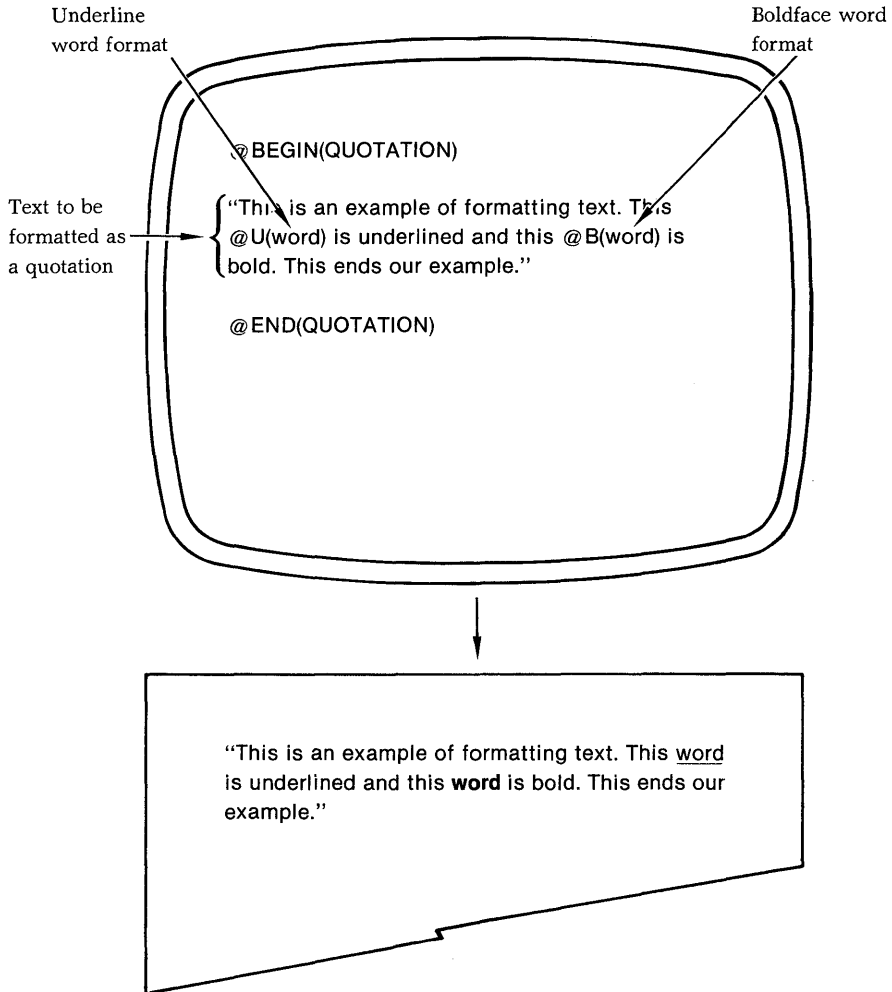 Underline
word format
Boldface word
format
@BEGIN(QUOTATION)
Text to be
formatted as
a quotation
“This is an example of formatting text. This
@U(word) is underlined and this @B(word) is
bold. This ends our example.”
@END(QUOTATION)
“This is an example of formatting text. This word
is underlined and this word is bold. This ends our
example.”